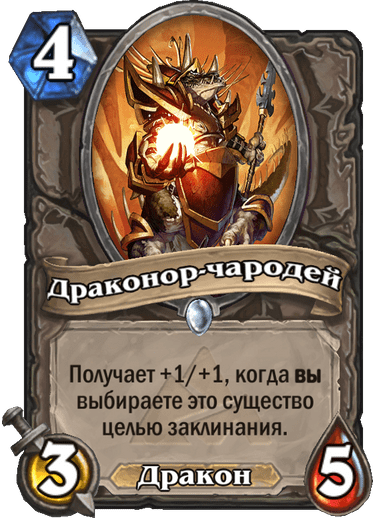 4
Драконор-чародей
Получает +1/+1, когда вы
выбираете это существо
целью заклинания.
3
Дракон
5